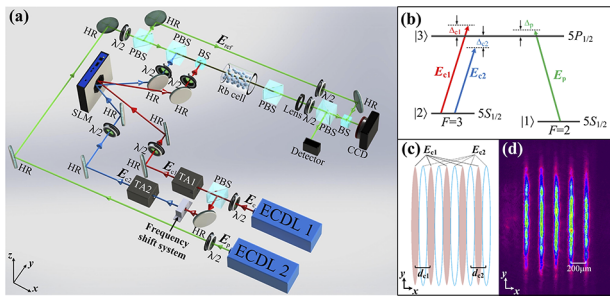 (a)
HR
λ/2
PBS
PBS
BS
E_ref
HR
HR
λ/2
HR
HR
Rb cell
PBS
Lens
λ/2
PBS
BS
SLM
λ/2
HR
HR
λ/2
Detector
CCD
HR
HR
E_c2
TA2
E_c1
TA1
PBS
E_c
λ/2
ECDL 1
Frequency
shift system
HR
E_p
λ/2
ECDL 2
z
y
x
(b)
|3⟩
Δ_c1
Δ_c2
Δ_p
5P_1/2
E_c1
E_c2
E_p
|2⟩
5S_1/2
F=3
|1⟩
5S_1/2
F=2
(c)
E_c1
E_c2
d_c1
d_c2
y
x
(d)
200μm
y
x